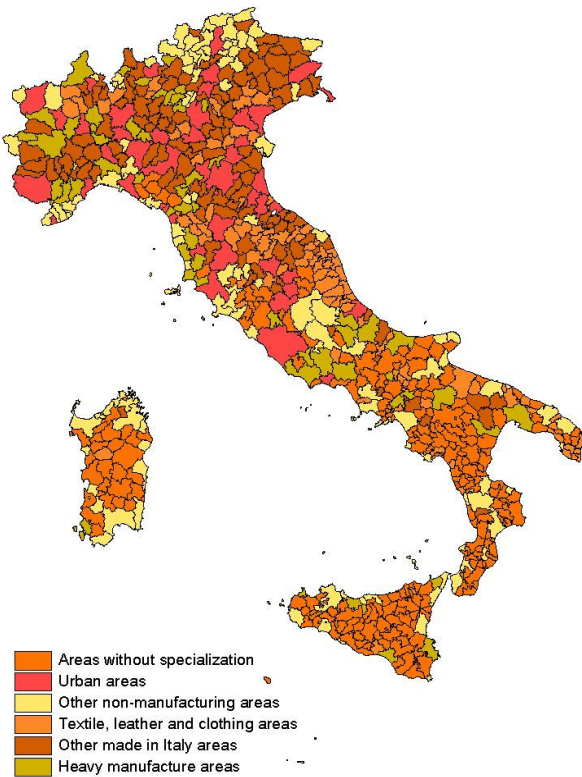 Areas without specialization
Urban areas
Other non-manufacturing areas
Textile, leather and clothing areas
Other made in Italy areas
Heavy manufacture areas